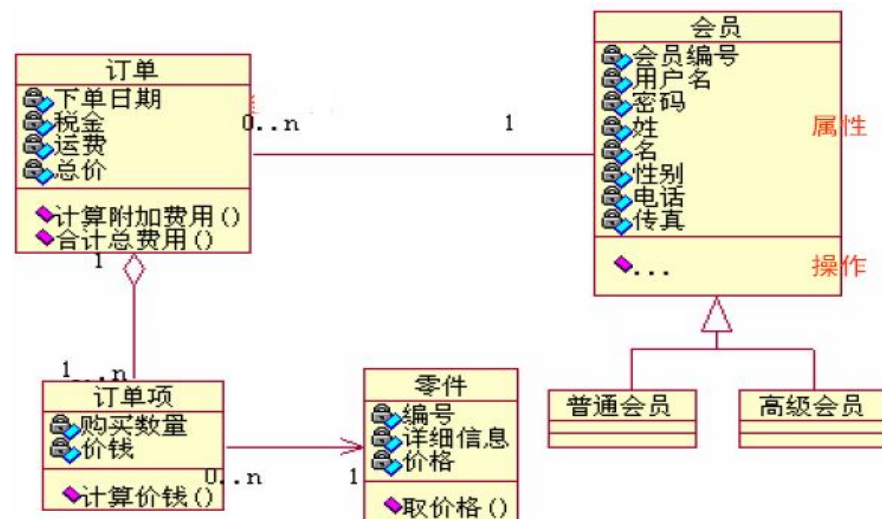 订单
下单日期
税金
运费
总价
计算附加费用()
合计总费用()
0..n
1
会员
会员编号
用户名
密码
姓
名
性别
电话
传真
...
属性
操作
1
1...n
订单项
购买数量
价钱
计算价钱()
0..n
1
零件
编号
详细信息
价格
取价格()
普通会员
高级会员